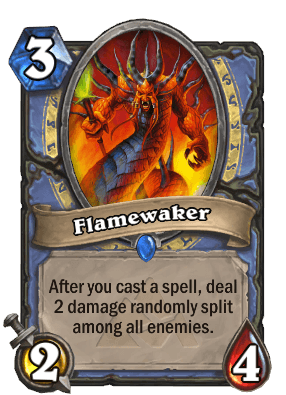 3
Flamewaker
After you cast a spell, deal
2 damage randomly split
among all enemies.
2
4